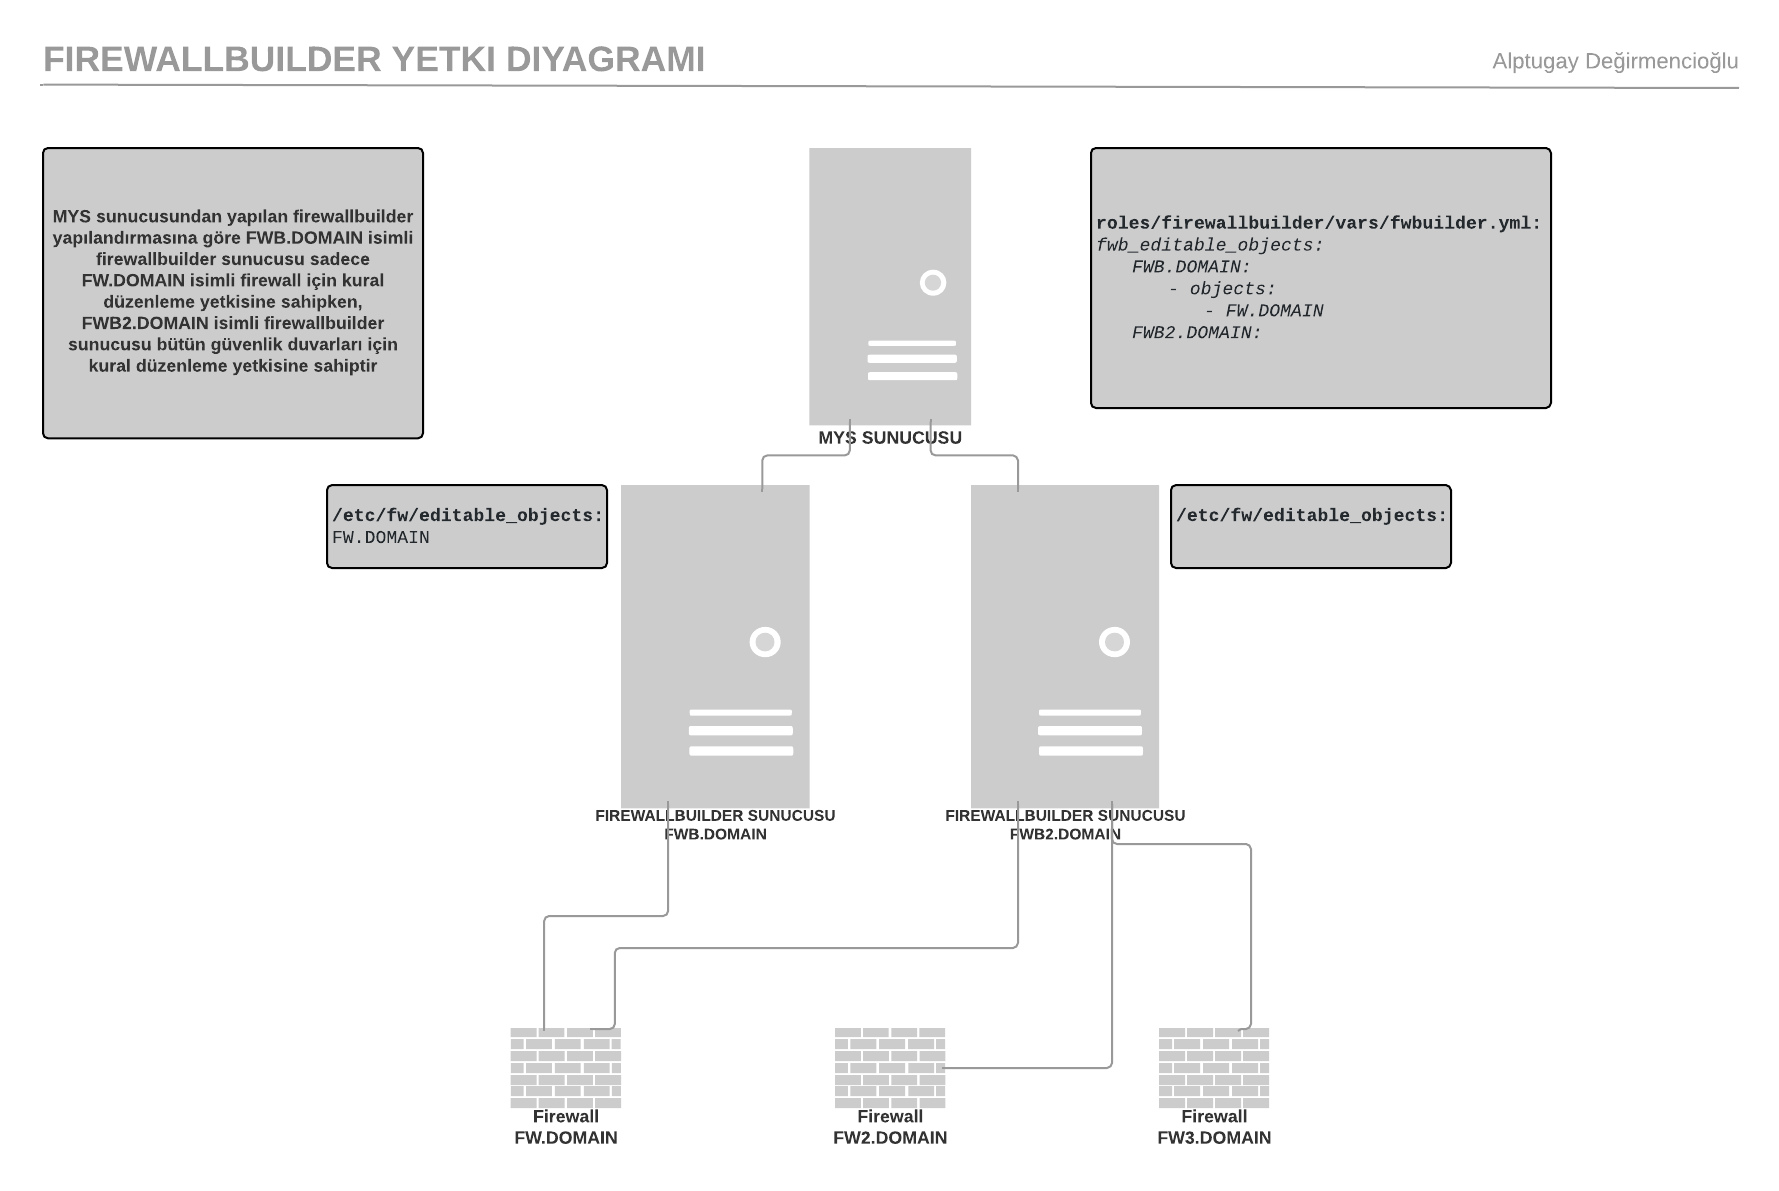 FIREWALLBUILDER YETKI DIYAGRAMI
Alptugay Değirmencioğlu
MYS sunucusundan yapılan firewallbuilder
yapılandırmasına göre FWB.DOMAIN isimli
firewallbuilder sunucusu sadece
FW.DOMAIN isimli firewall için kural
düzenleme yetkisine sahipken,
FWB2.DOMAIN isimli firewallbuilder
sunucusu bütün güvenlik duvarları için
kural düzenleme yetkisine sahiptir
roles/firewallbuilder/vars/fwbuilder.yml:
fwb_editable_objects:
FWB.DOMAIN:
- objects:
- FW.DOMAIN
FWB2.DOMAIN:
MYS SUNUCUSU
/etc/fw/editable_objects:
FW.DOMAIN
/etc/fw/editable_objects:
FIREWALLBUILDER SUNUCUSU
FWB.DOMAIN
FIREWALLBUILDER SUNUCUSU
FWB2.DOMAIN
Firewall
FW.DOMAIN
Firewall
FW2.DOMAIN
Firewall
FW3.DOMAIN